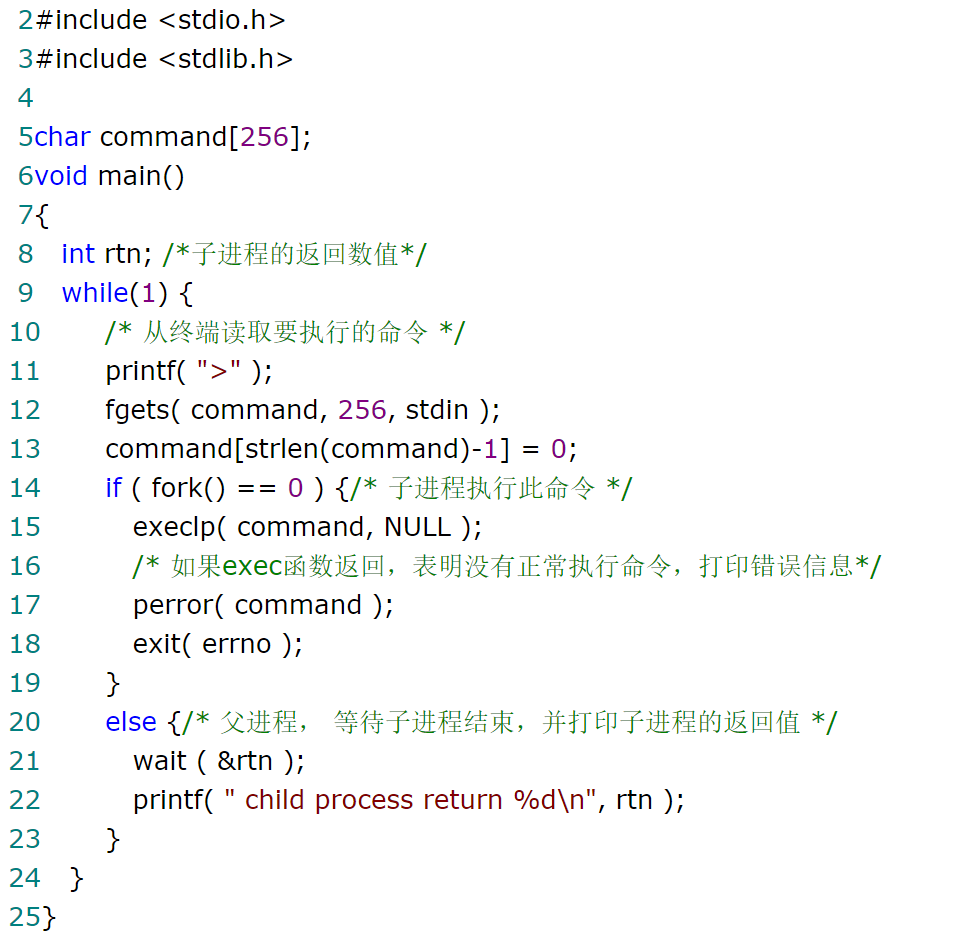 2#include <stdio.h>
3#include <stdlib.h>
4
5char command[256];
6void main()
7{
8 int rtn; /*子进程的返回数值*/
9 while(1) {
10 /* 从终端读取要执行的命令 */
11 printf( ">" );
12 fgets( command, 256, stdin );
13 command[strlen(command)-1] = 0;
14 if ( fork() == 0 ) {/* 子进程执行此命令 */
15 execlp( command, NULL );
16 /* 如果exec函数返回，表明没有正常执行命令，打印错误信息*/
17 perror( command );
18 exit( errno );
19 }
20 else {/* 父进程， 等待子进程结束，并打印子进程的返回值 */
21 wait ( &rtn );
22 printf( " child process return %d\n", rtn );
23 }
24 }
25}